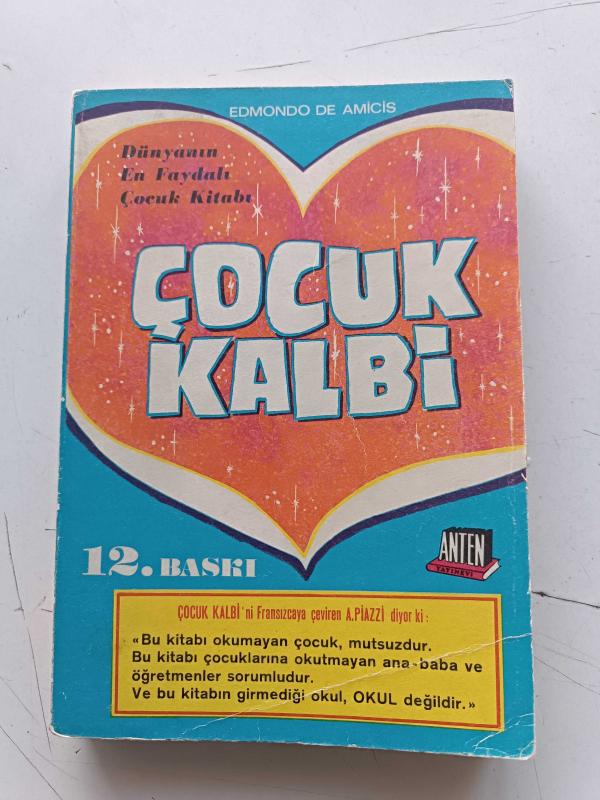 EDMONDO DE AMICIS
Dünyanın
En Faydalı
Çocuk Kitabı
ÇOCUK
KALBİ
12. BASKI
ANTEN
YAYINEVİ
ÇOCUK KALBİ'ni Fransızcaya çeviren A.PİAZZİ diyor ki:
«Bu kitabı okumayan çocuk, mutsuzdur.
Bu kitabı çocuklarına okutmayan ana-baba ve
öğretmenler sorumludur.
Ve bu kitabın girmediği okul, OKUL değildir.»